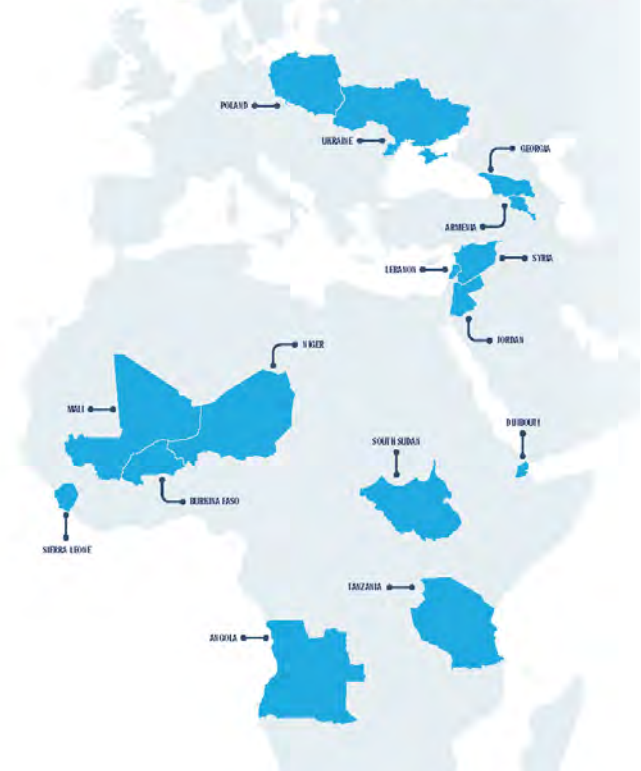 POLAND
UKRAINE
GEORGIA
ARMENIA
LEBANON
SYRIA
JORDAN
NIGER
MALI
DJIBOUTI
SOUTH SUDAN
BURKINA FASO
SIERRA LEONE
TANZANIA
ANGOLA